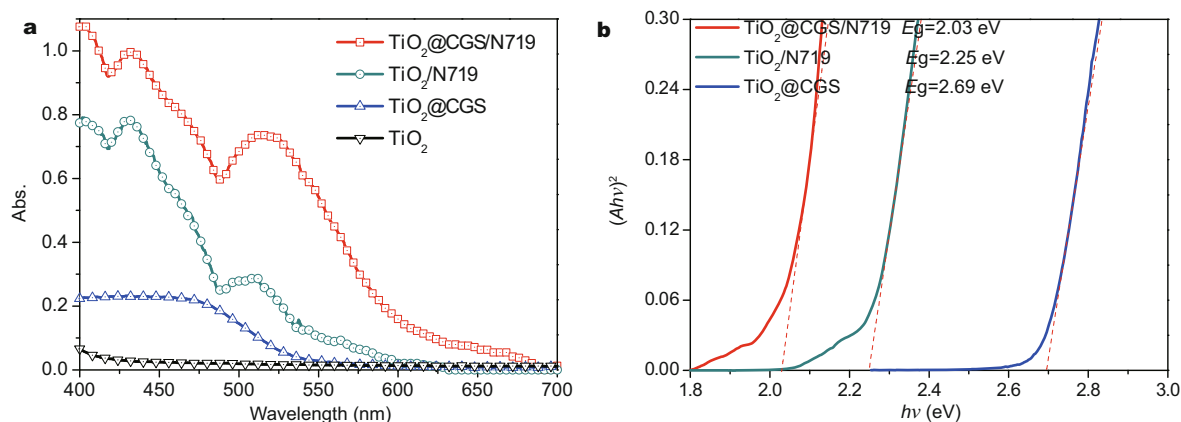 a
TiO₂@CGS/N719
TiO₂/N719
TiO₂@CGS
TiO₂
Abs.
1.0
0.8
0.6
0.4
0.2
0.0
400 450 500 550 600 650 700
Wavelength (nm)
b
TiO₂@CGS/N719 Eg=2.03 eV
TiO₂/N719 Eg=2.25 eV
TiO₂@CGS Eg=2.69 eV
(Ahν)²
0.30
0.24
0.18
0.12
0.06
0.00
1.8 2.0 2.2 2.4 2.6 2.8 3.0
hν (eV)